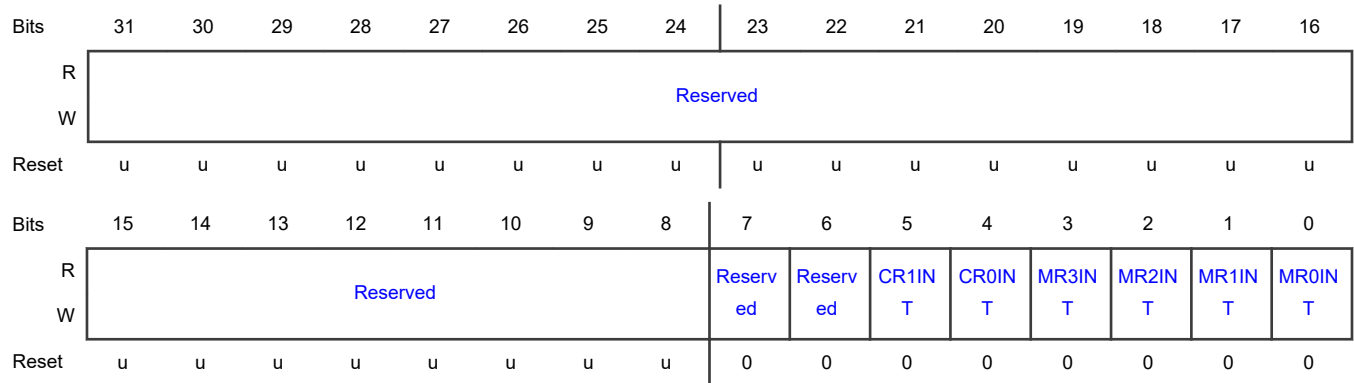 Bits 31 30 29 28 27 26 25 24 23 22 21 20 19 18 17 16
R
Reserved
W
Reset u u u u u u u u u u u u u u u u
Bits 15 14 13 12 11 10 9 8 7 6 5 4 3 2 1 0
R Reserv Reserv CR1IN CR0IN MR3IN MR2IN MR1IN MR0IN
Reserved
W ed ed T T T T T T
Reset u u u u u u u u 0 0 0 0 0 0 0 0